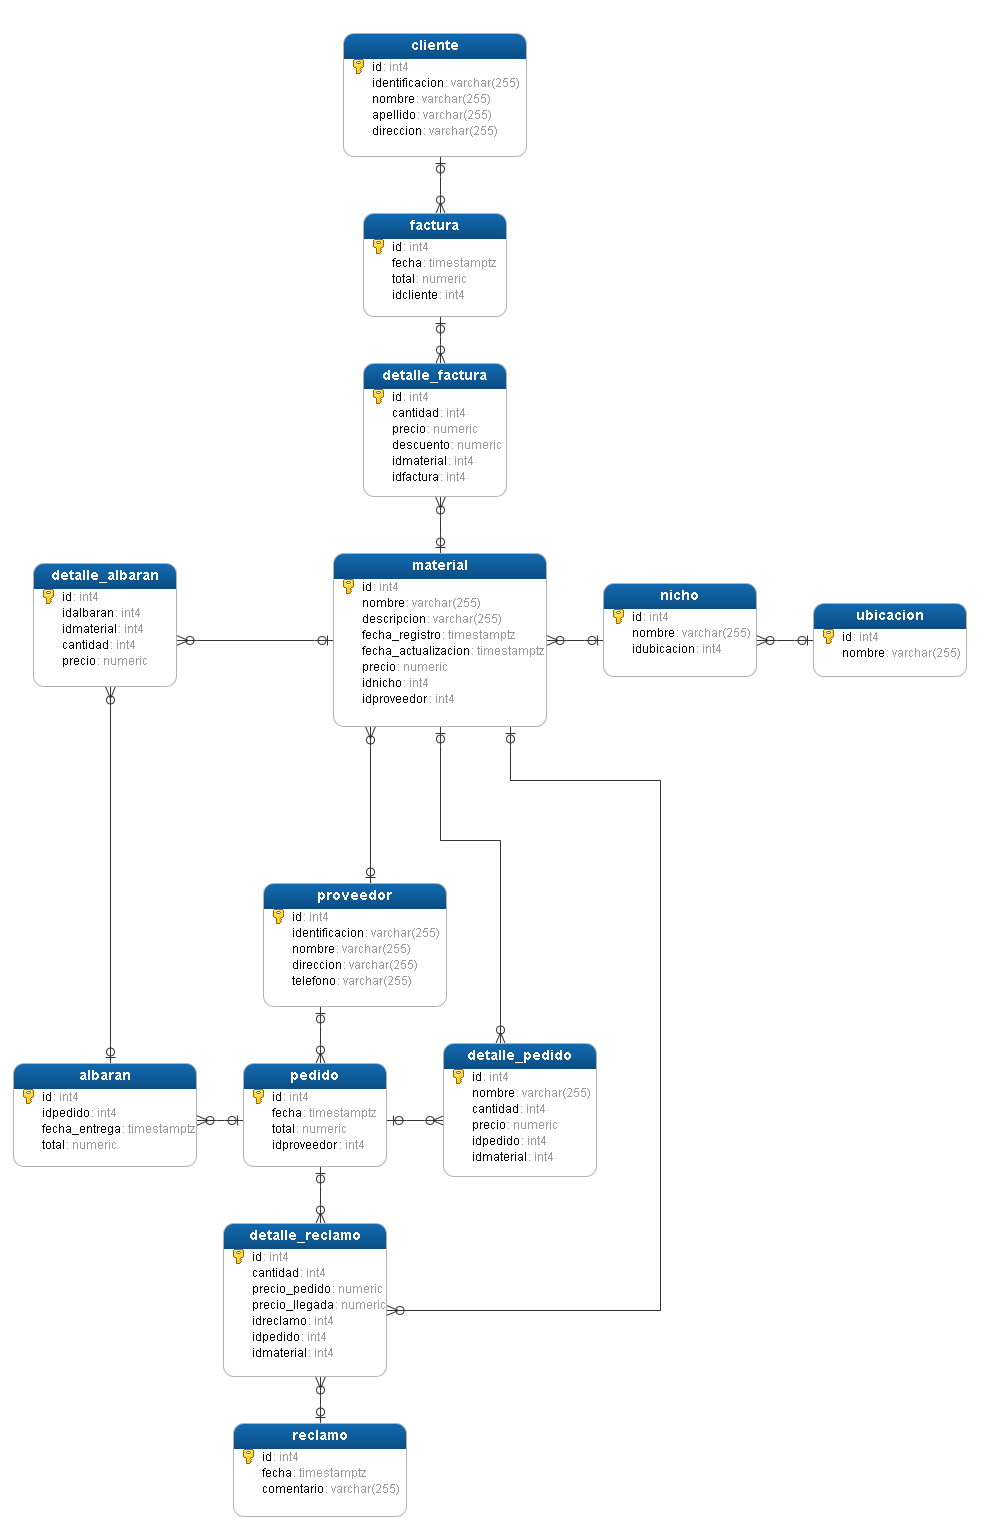 cliente
id: int4
identificacion: varchar(255)
nombre: varchar(255)
apellido: varchar(255)
direccion: varchar(255)
factura
id: int4
fecha: timestamptz
total: numeric
idcliente: int4
detalle_factura
id: int4
cantidad: int4
precio: numeric
descuento: numeric
idmaterial: int4
idfactura: int4
detalle_albaran
id: int4
idalbaran: int4
idmaterial: int4
cantidad: int4
precio: numeric
material
id: int4
nombre: varchar(255)
descripcion: varchar(255)
fecha_registro: timestamptz
fecha_actualizacion: timestamptz
precio: numeric
idnicho: int4
idproveedor: int4
nicho
id: int4
nombre: varchar(255)
idubicacion: int4
ubicacion
id: int4
nombre: varchar(255)
proveedor
id: int4
identificacion: varchar(255)
nombre: varchar(255)
direccion: varchar(255)
telefono: varchar(255)
albaran
id: int4
idpedido: int4
fecha_entrega: timestamptz
total: numeric
pedido
id: int4
fecha: timestamptz
total: numeric
idproveedor: int4
detalle_pedido
id: int4
nombre: varchar(255)
cantidad: int4
precio: numeric
idpedido: int4
idmaterial: int4
detalle_reclamo
id: int4
cantidad: int4
precio_pedido: numeric
precio_llegada: numeric
idreclamo: int4
idpedido: int4
idmaterial: int4
reclamo
id: int4
fecha: timestamptz
comentario: varchar(255)